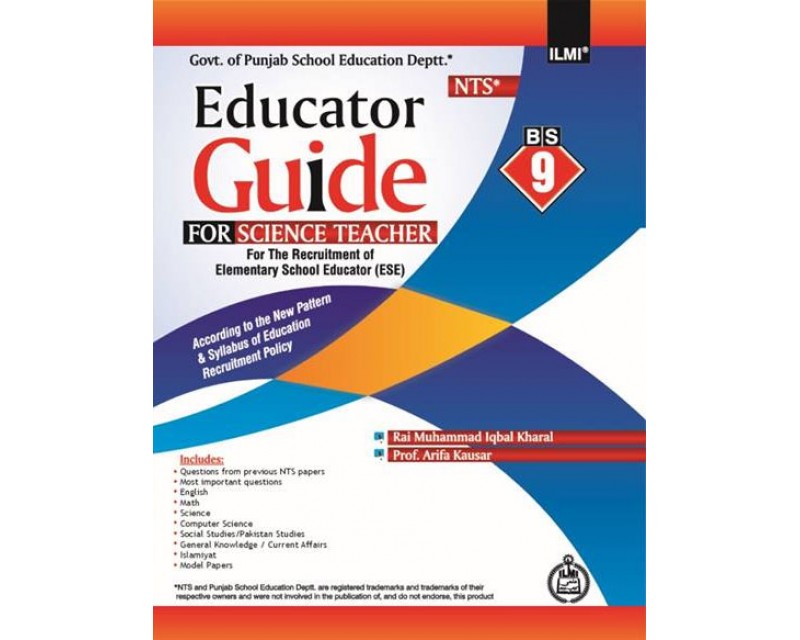 ILMI®
Govt. of Punjab School Education Deptt.*
NTS*
Educator
Guide
BS
9
FOR SCIENCE TEACHER
For The Recruitment of
Elementary School Educator (ESE)
According to the New Pattern
& Syllabus of Education
Recruitment Policy
Rai Muhammad Iqbal Kharal
Prof. Arifa Kausar
Includes:
• Questions from previous NTS papers
• Most important questions
• English
• Math
• Science
• Computer Science
• Social Studies/Pakistan Studies
• General Knowledge / Current Affairs
• Islamiyat
• Model Papers
ILMI
*NTS and Punjab School Education Deptt. are registered trademarks and trademarks of their
respective owners and were not involved in the publication of, and do not endorse, this product